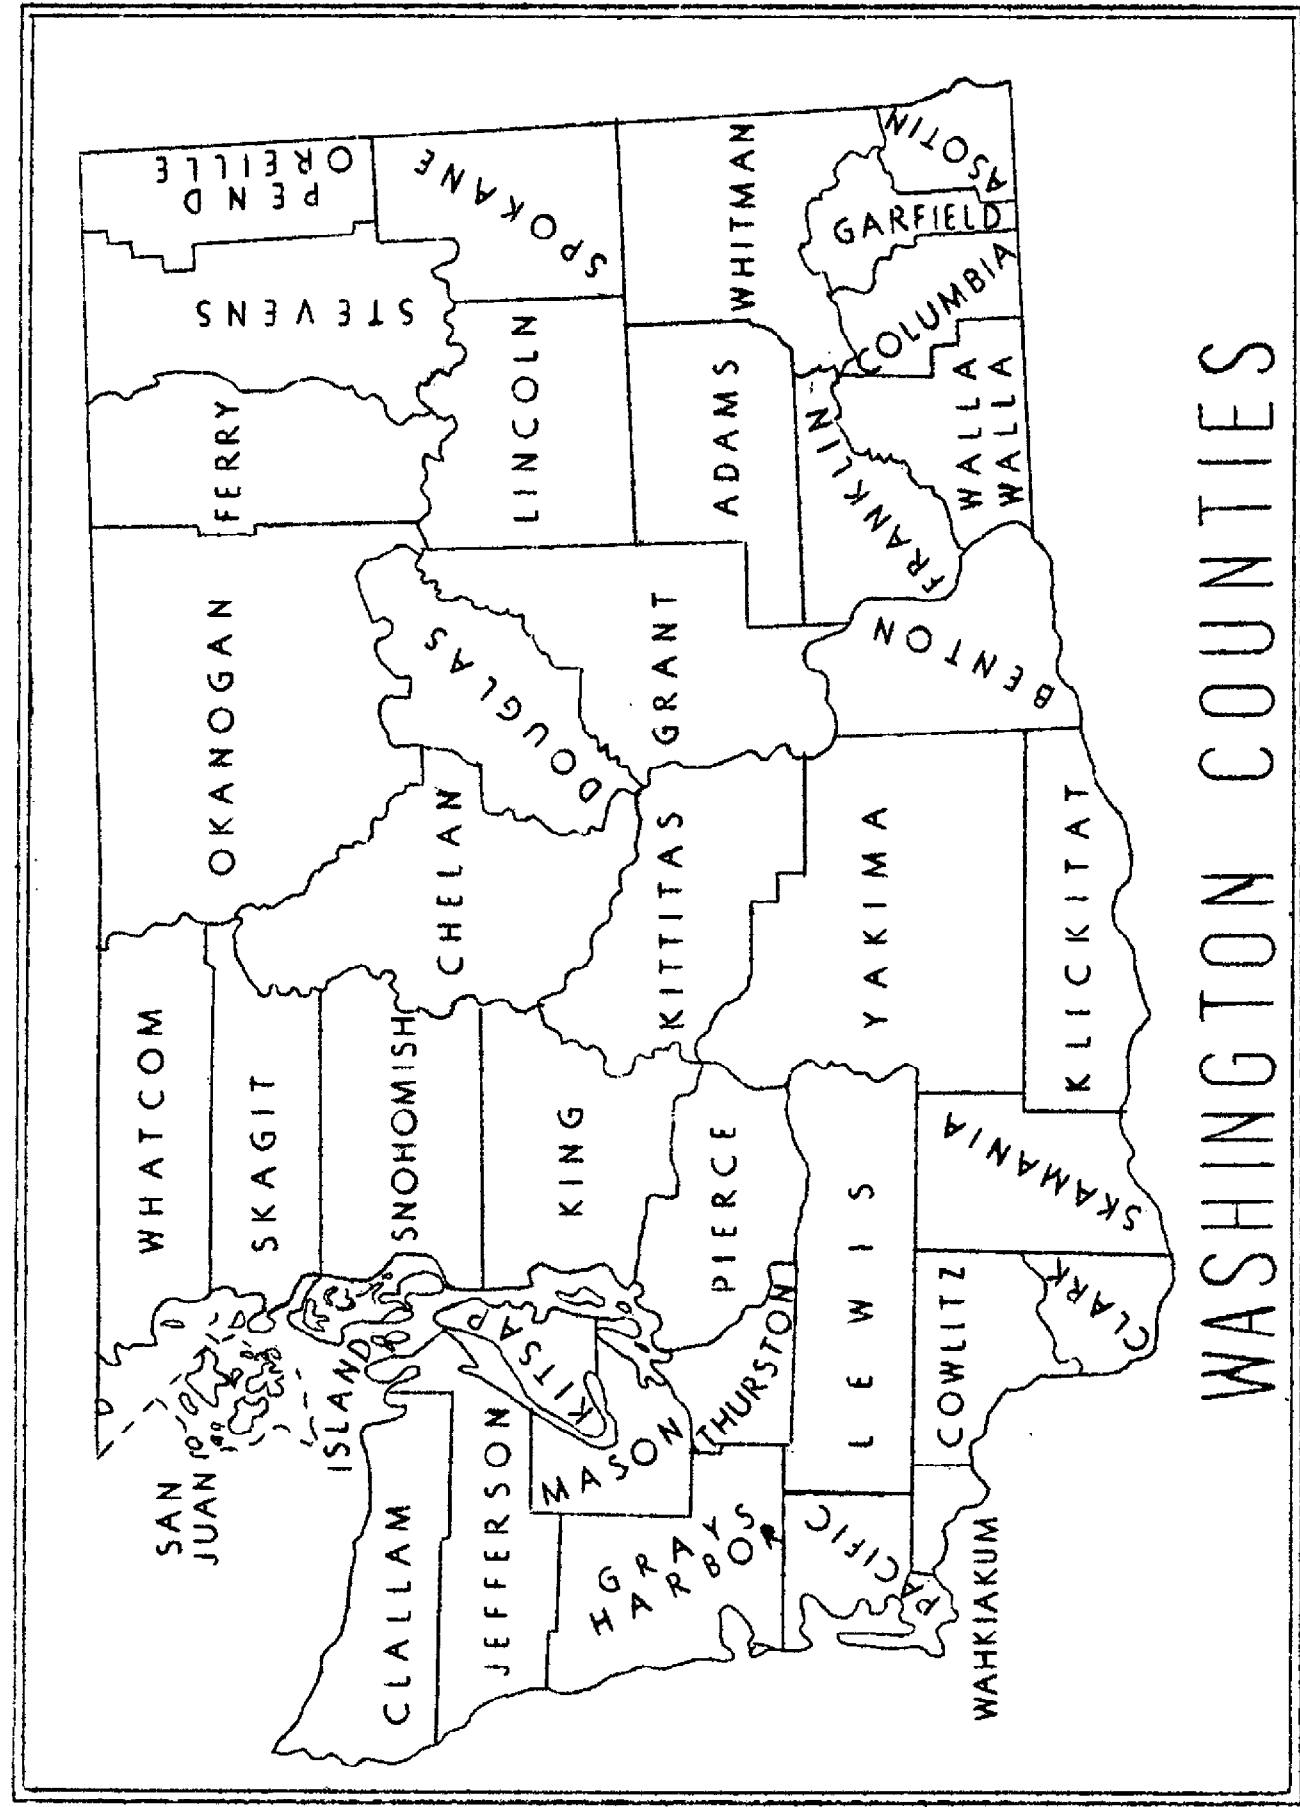 WHATCOM
OKANOGAN
FERRY
STEVENS
PEND
OREILLE
SAN
JUAN
SKAGIT
ISLAND
SNOHOMISH
CHELAN
DOUGLAS
LINCOLN
SPOKANE
CLALLAM
JEFFERSON
KITSAP
KING
MASON
GRAYS
HARBOR
KITTITAS
GRANT
ADAMS
WHITMAN
PIERCE
THURSTON
PACIFIC
LEWIS
YAKIMA
BENTON
FRANKLIN
WALLA
WALLA
COLUMBIA
GARFIELD
ASOTIN
WAHKIAKUM
COWLITZ
SKAMANIA
CLARK
KLICKITAT
WASHINGTON COUNTIES